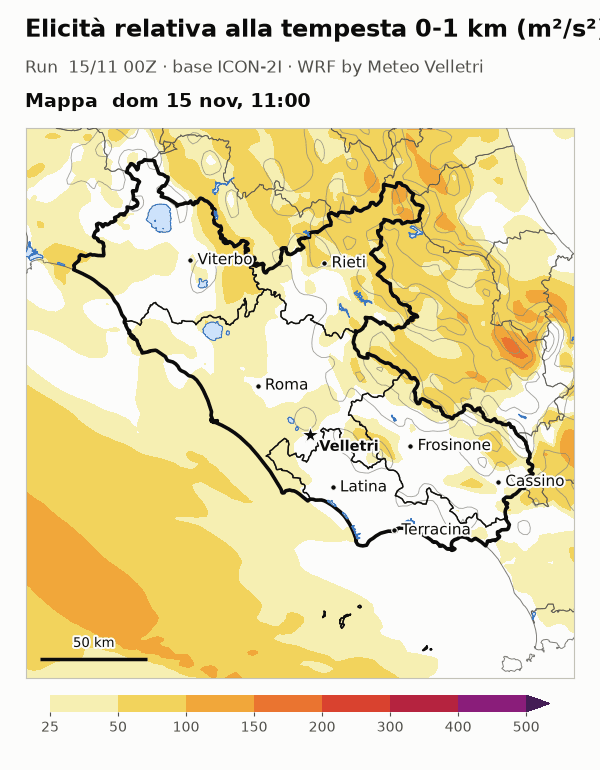 Elicità relativa alla tempesta 0-1 km (m²/s²)
Run 15/11 00Z · base ICON-2I · WRF by Meteo Velletri
Mappa dom 15 nov, 11:00
Viterbo
Rieti
Roma
Velletri
Frosinone
Cassino
Latina
Terracina
50 km
25 50 100 150 200 300 400 500